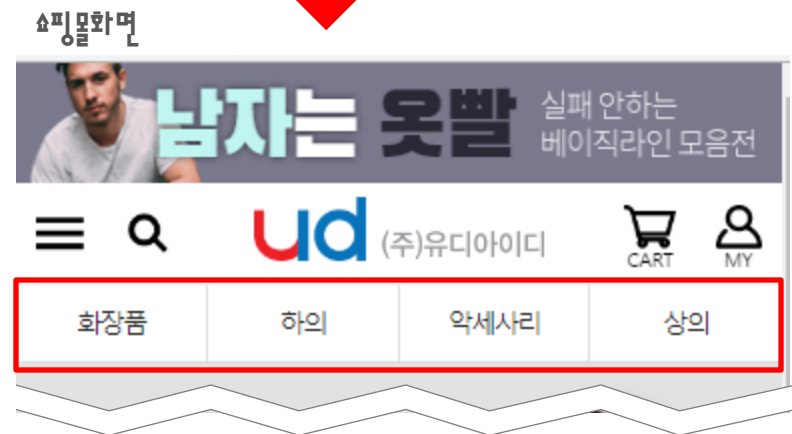 쇼핑몰화면
남자는 옷빨
실패 안하는
베이직라인 모음전
ud (주)유디아이디
CART
MY
화장품 하의 악세사리 상의